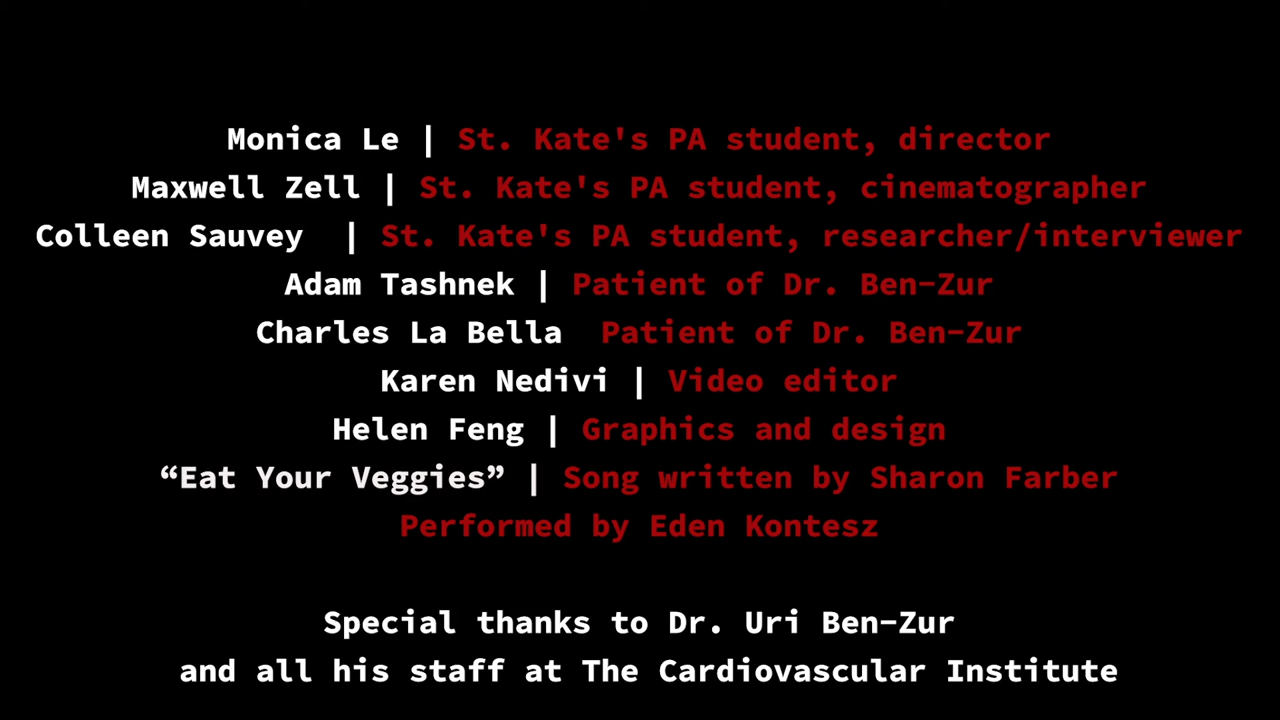 Monica Le | St. Kate's PA student, director
Maxwell Zell | St. Kate's PA student, cinematographer
Colleen Sauvey  | St. Kate's PA student, researcher/interviewer
Adam Tashnek | Patient of Dr. Ben-Zur
Charles La Bella  Patient of Dr. Ben-Zur
Karen Nedivi | Video editor
Helen Feng | Graphics and design
“Eat Your Veggies” | Song written by Sharon Farber
Performed by Eden Kontesz
Special thanks to Dr. Uri Ben-Zur
and all his staff at The Cardiovascular Institute